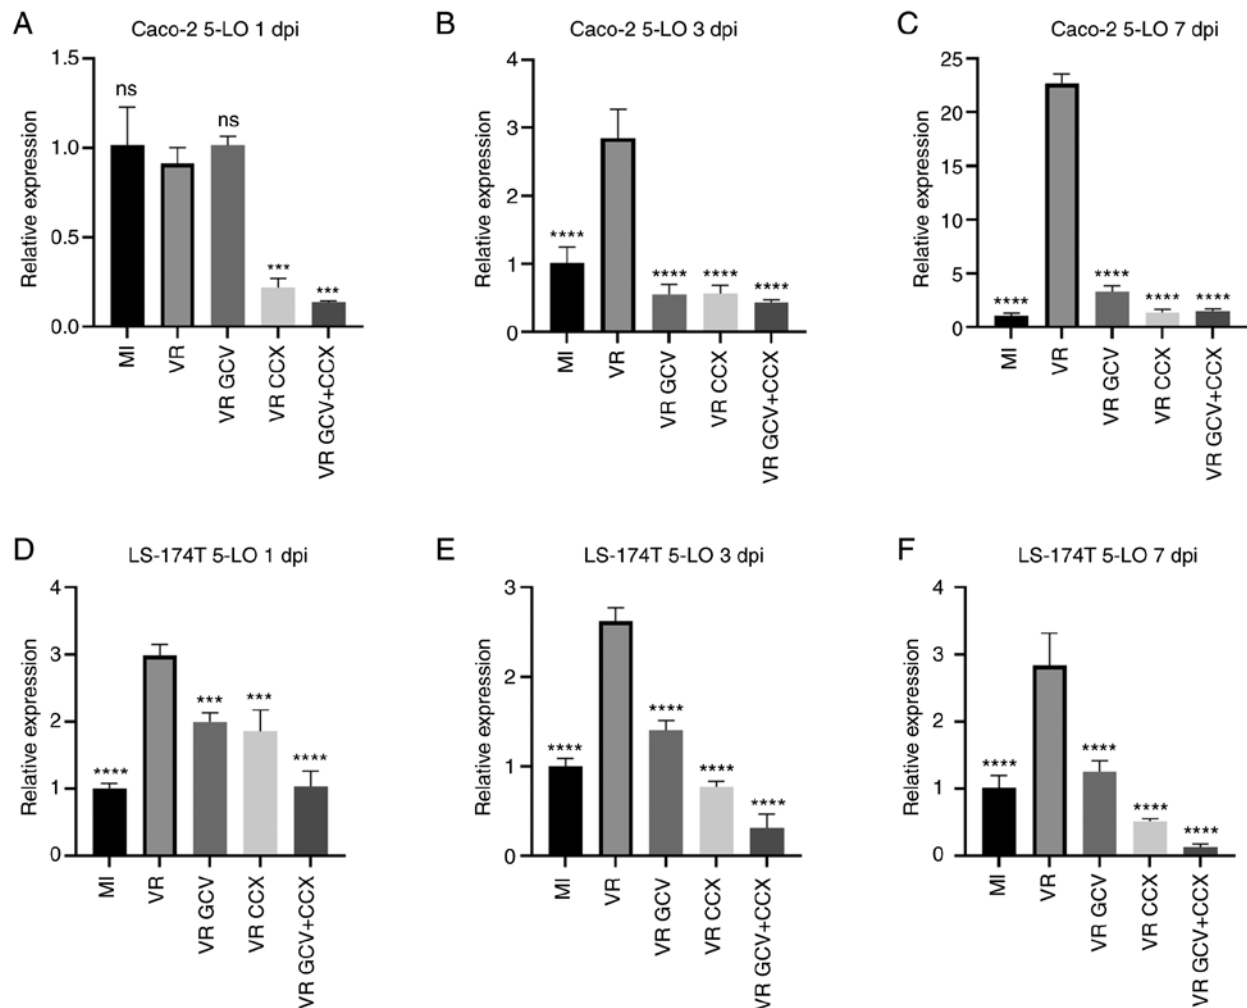 A
Caco-2 5-LO 1 dpi
Relative expression
1.5
1.0
0.5
0.0
ns
ns
***
***
MI
VR
VR GCV
VR CCX
VR GCV+CCX
B
Caco-2 5-LO 3 dpi
Relative expression
4
3
2
1
0
****
****
****
****
MI
VR
VR GCV
VR CCX
VR GCV+CCX
C
Caco-2 5-LO 7 dpi
Relative expression
25
20
15
10
5
0
****
****
****
****
MI
VR
VR GCV
VR CCX
VR GCV+CCX
D
LS-174T 5-LO 1 dpi
Relative expression
4
3
2
1
0
****
***
***
****
MI
VR
VR GCV
VR CCX
VR GCV+CCX
E
LS-174T 5-LO 3 dpi
Relative expression
3
2
1
0
****
****
****
****
MI
VR
VR GCV
VR CCX
VR GCV+CCX
F
LS-174T 5-LO 7 dpi
Relative expression
4
3
2
1
0
****
****
****
****
MI
VR
VR GCV
VR CCX
VR GCV+CCX